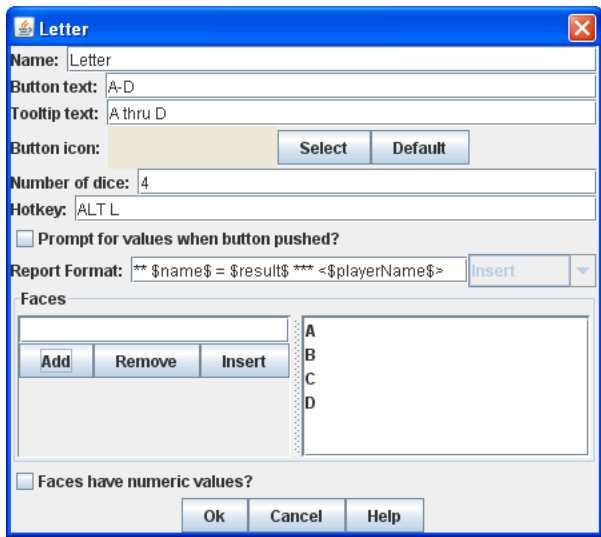 Letter
Name: Letter
Button text: A-D
Tooltip text: A thru D
Button icon: Select Default
Number of dice: 4
Hotkey: ALT L
Prompt for values when button pushed?
Report Format: ** $name$ = $result$ *** <$playerName$> Insert
Faces
Add Remove Insert
A
B
C
D
Faces have numeric values?
Ok Cancel Help